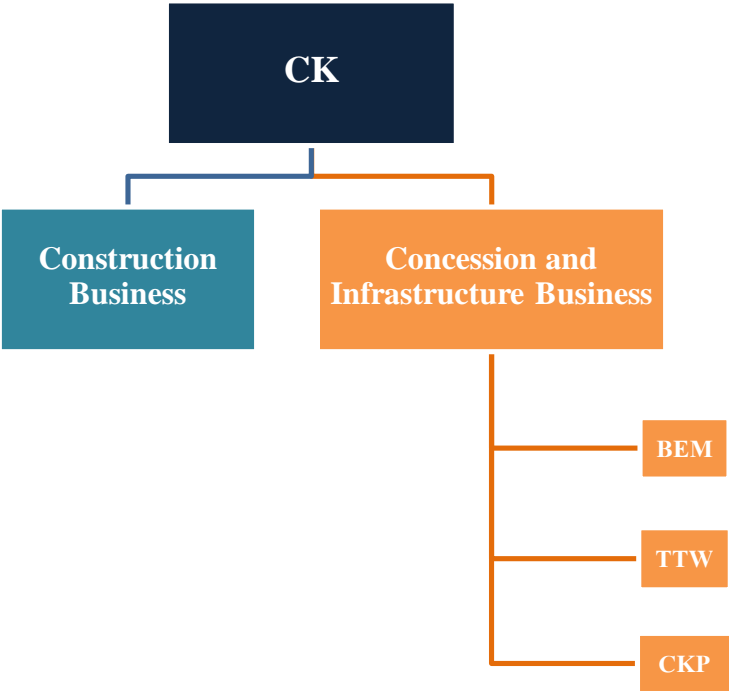 CK
Construction
Business
Concession and
Infrastructure Business
BEM
TTW
CKP